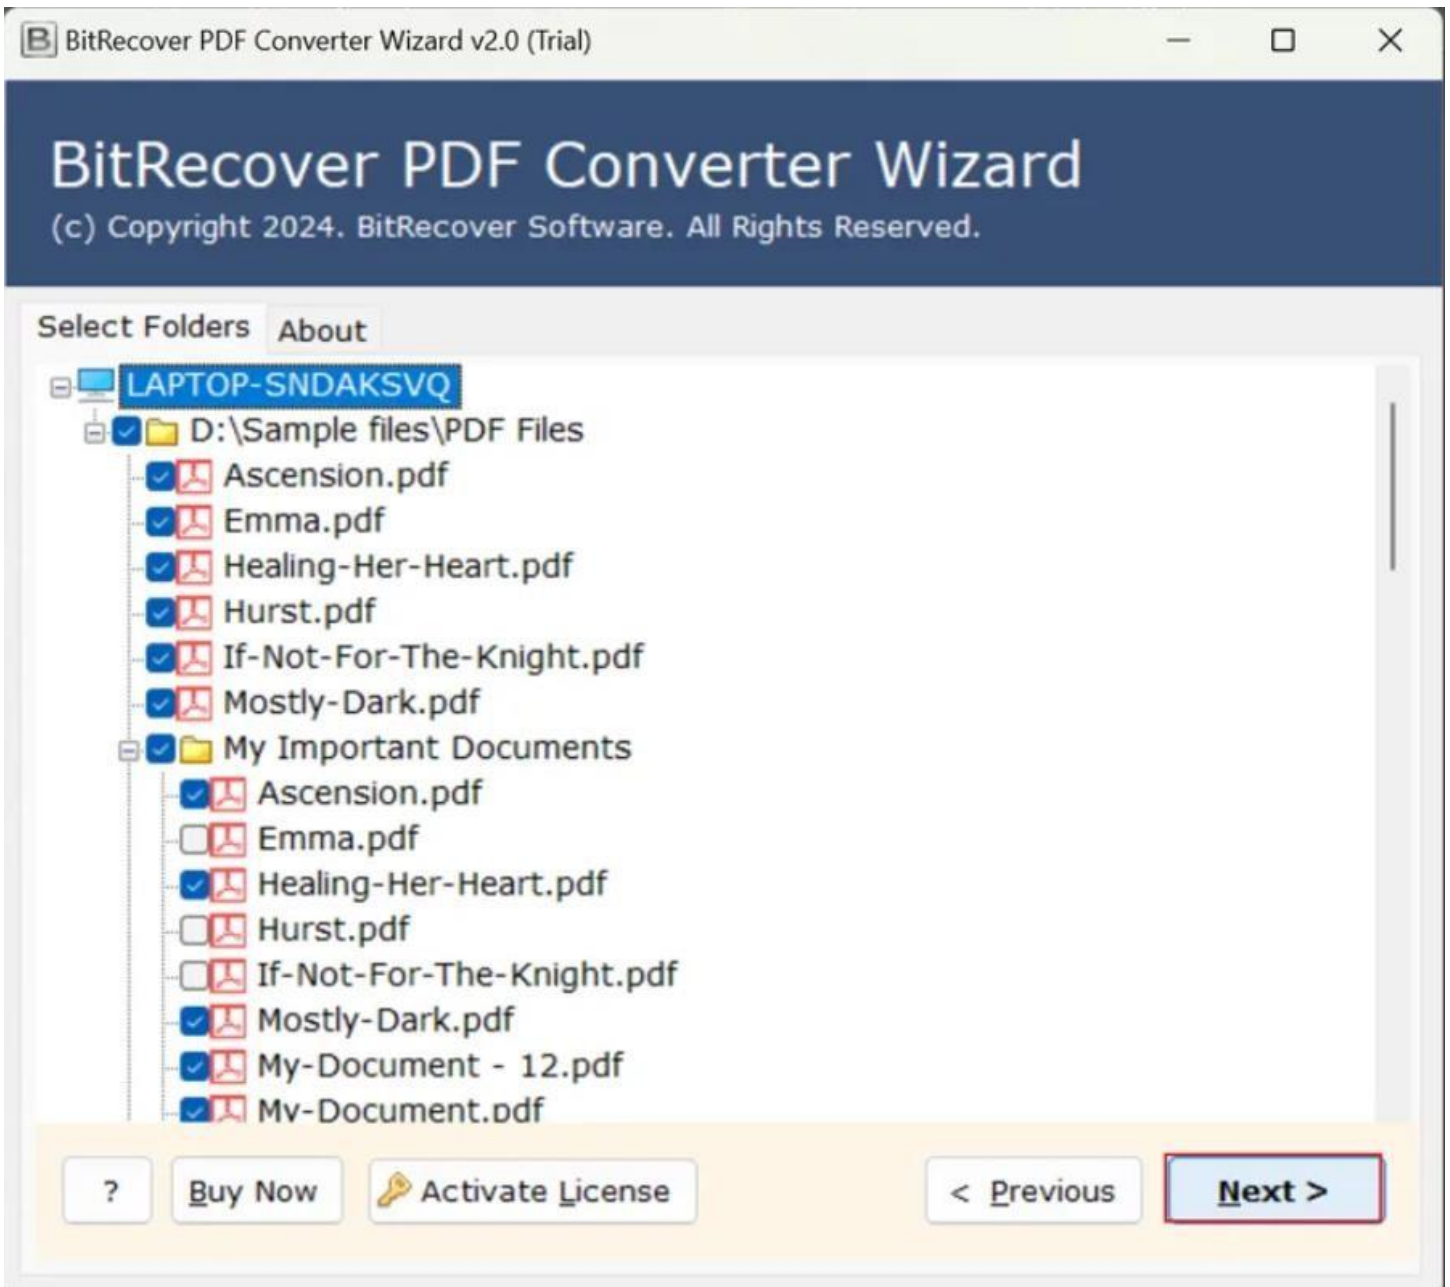 BitRecover PDF Converter Wizard v2.0 (Trial)
BitRecover PDF Converter Wizard
(c) Copyright 2024. BitRecover Software. All Rights Reserved.
Select Folders About
LAPTOP-SNDAKSVQ
D:\Sample files\PDF Files
Ascension.pdf
Emma.pdf
Healing-Her-Heart.pdf
Hurst.pdf
If-Not-For-The-Knight.pdf
Mostly-Dark.pdf
My Important Documents
Ascension.pdf
Emma.pdf
Healing-Her-Heart.pdf
Hurst.pdf
If-Not-For-The-Knight.pdf
Mostly-Dark.pdf
My-Document - 12.pdf
My-Document.pdf
? Buy Now Activate License < Previous Next >